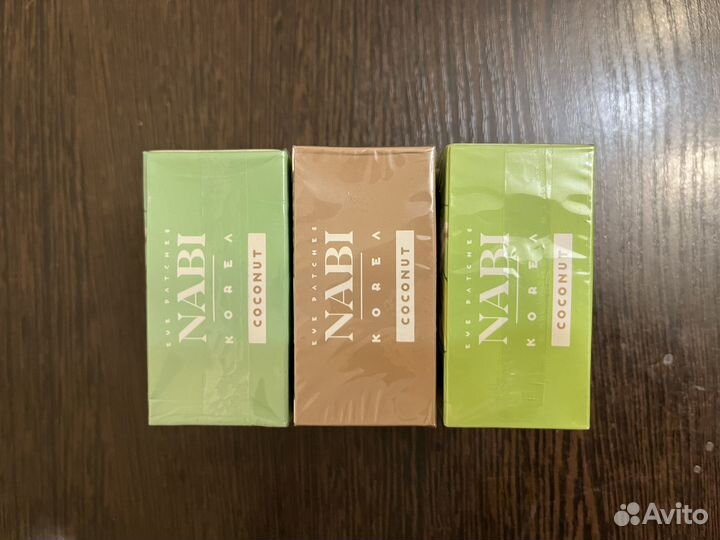 EYE PATCHES
NABI
KOREA
COCONUT
EYE PATCHES
NABI
KOREA
COCONUT
EYE PATCHES
NABI
KOREA
COCONUT
Avito